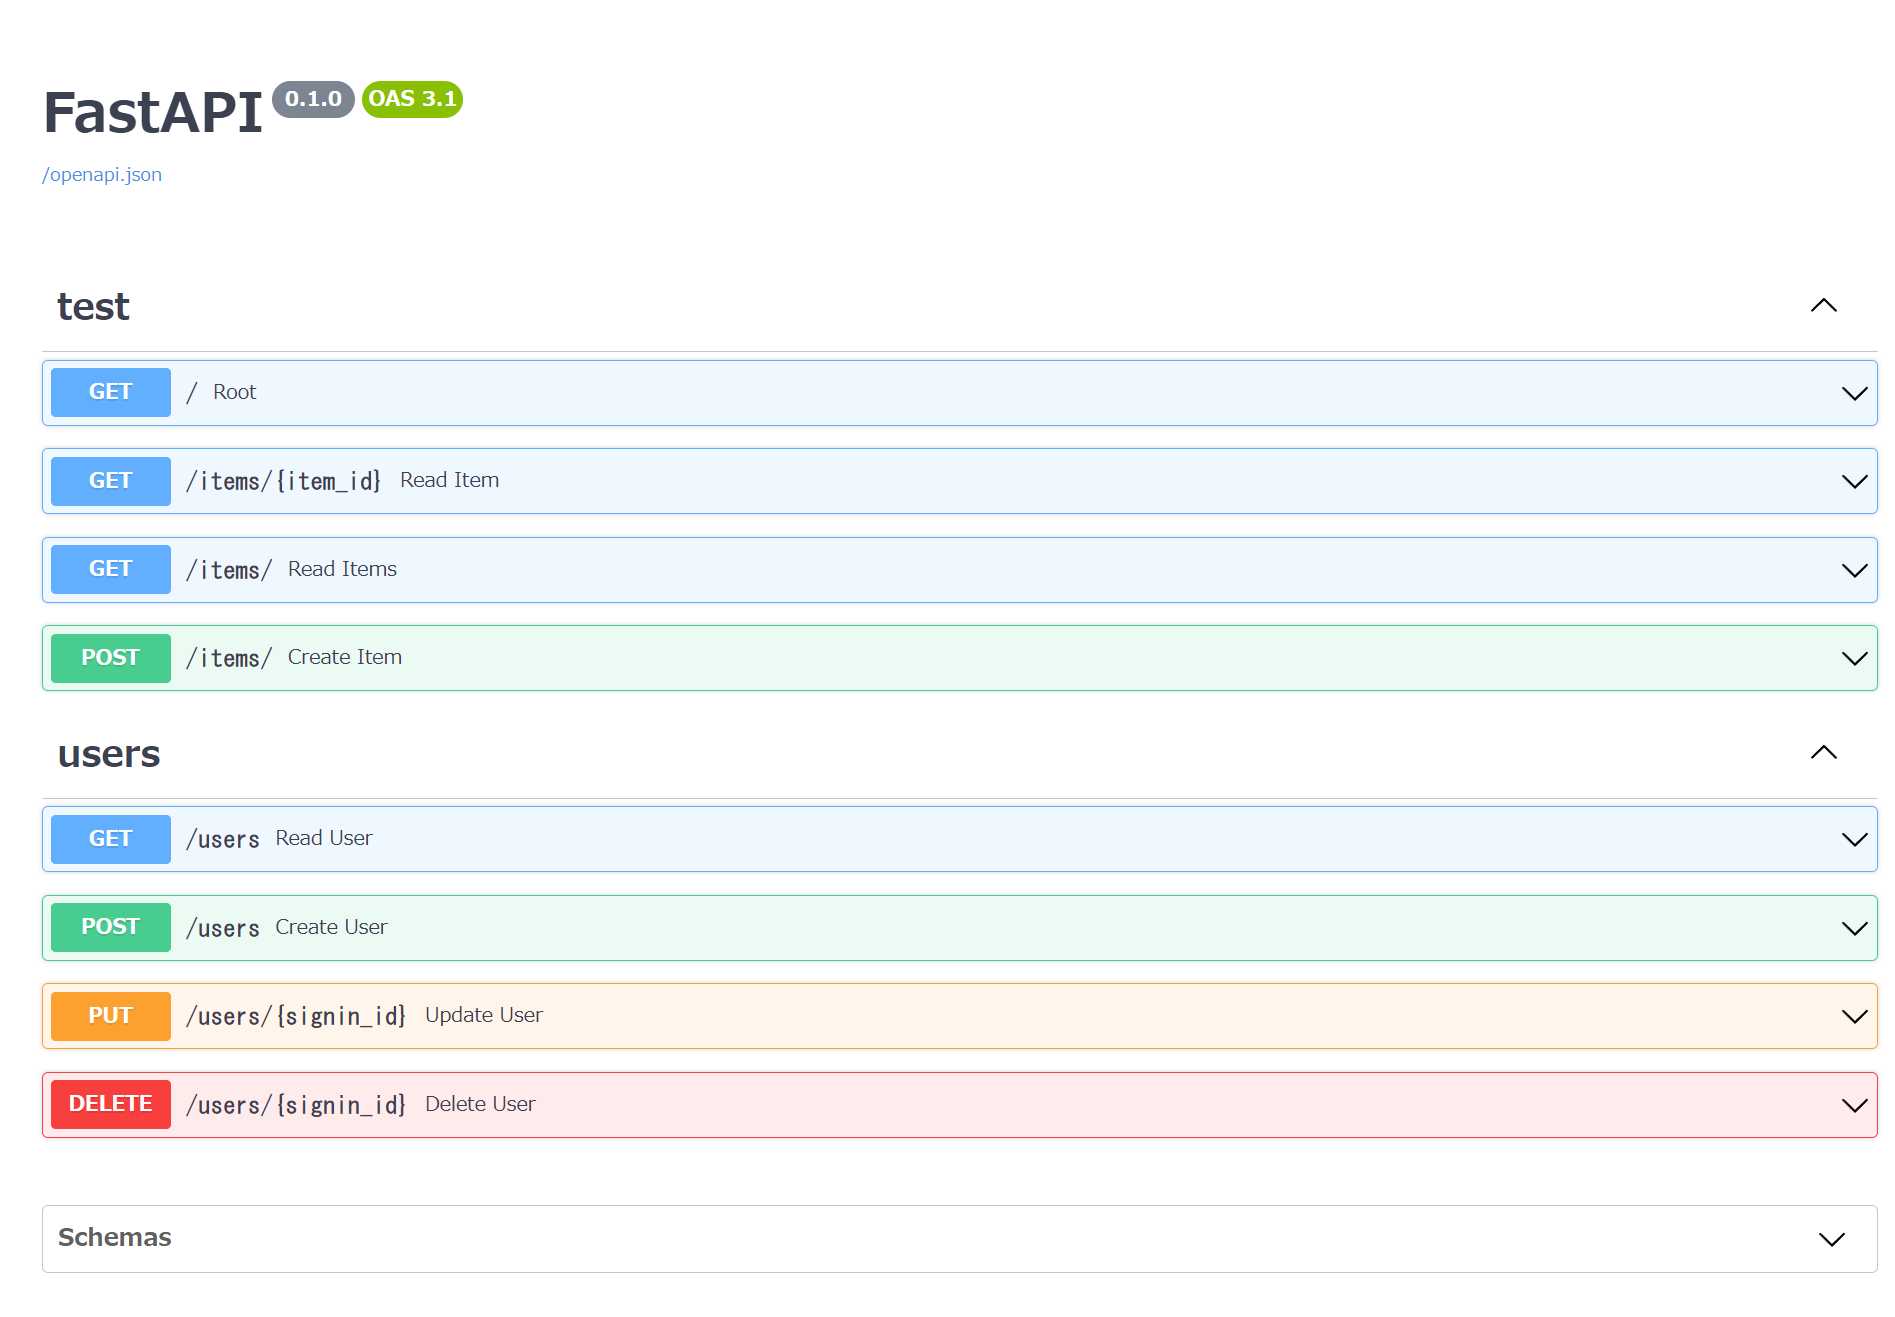 FastAPI 0.1.0 OAS 3.1
/openapi.json
test
GET / Root
GET /items/{item_id} Read Item
GET /items/ Read Items
POST /items/ Create Item
users
GET /users Read User
POST /users Create User
PUT /users/{signin_id} Update User
DELETE /users/{signin_id} Delete User
Schemas